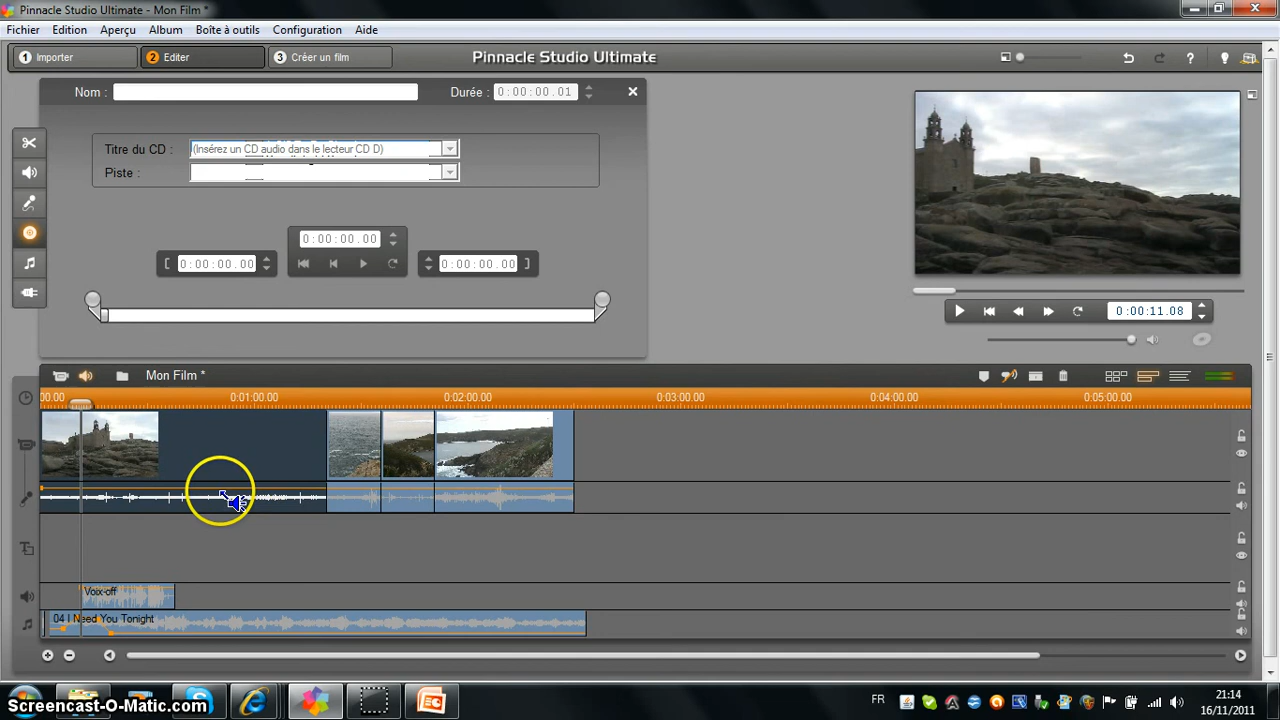 Pinnacle Studio Ultimate - Mon Film *
Fichier Edition Aperçu Album Boîte à outils Configuration Aide
1 Importer 2 Editer 3 Créer un film Pinnacle Studio Ultimate
Nom : Durée : 0:00:00.01
Titre du CD : (Insérez un CD audio dans le lecteur CD D)
Piste :
0:00:00.00
[ 0:00:00.00 0:00:00.00 ]
0:00:11.08
Mon Film *
00.00 0:01:00.00 0:02:00.00 0:03:00.00 0:04:00.00 0:05:00.00
Voix-off
04 I Need You Tonight
FR
21:14
16/11/2011
Screencast-O-Matic.com